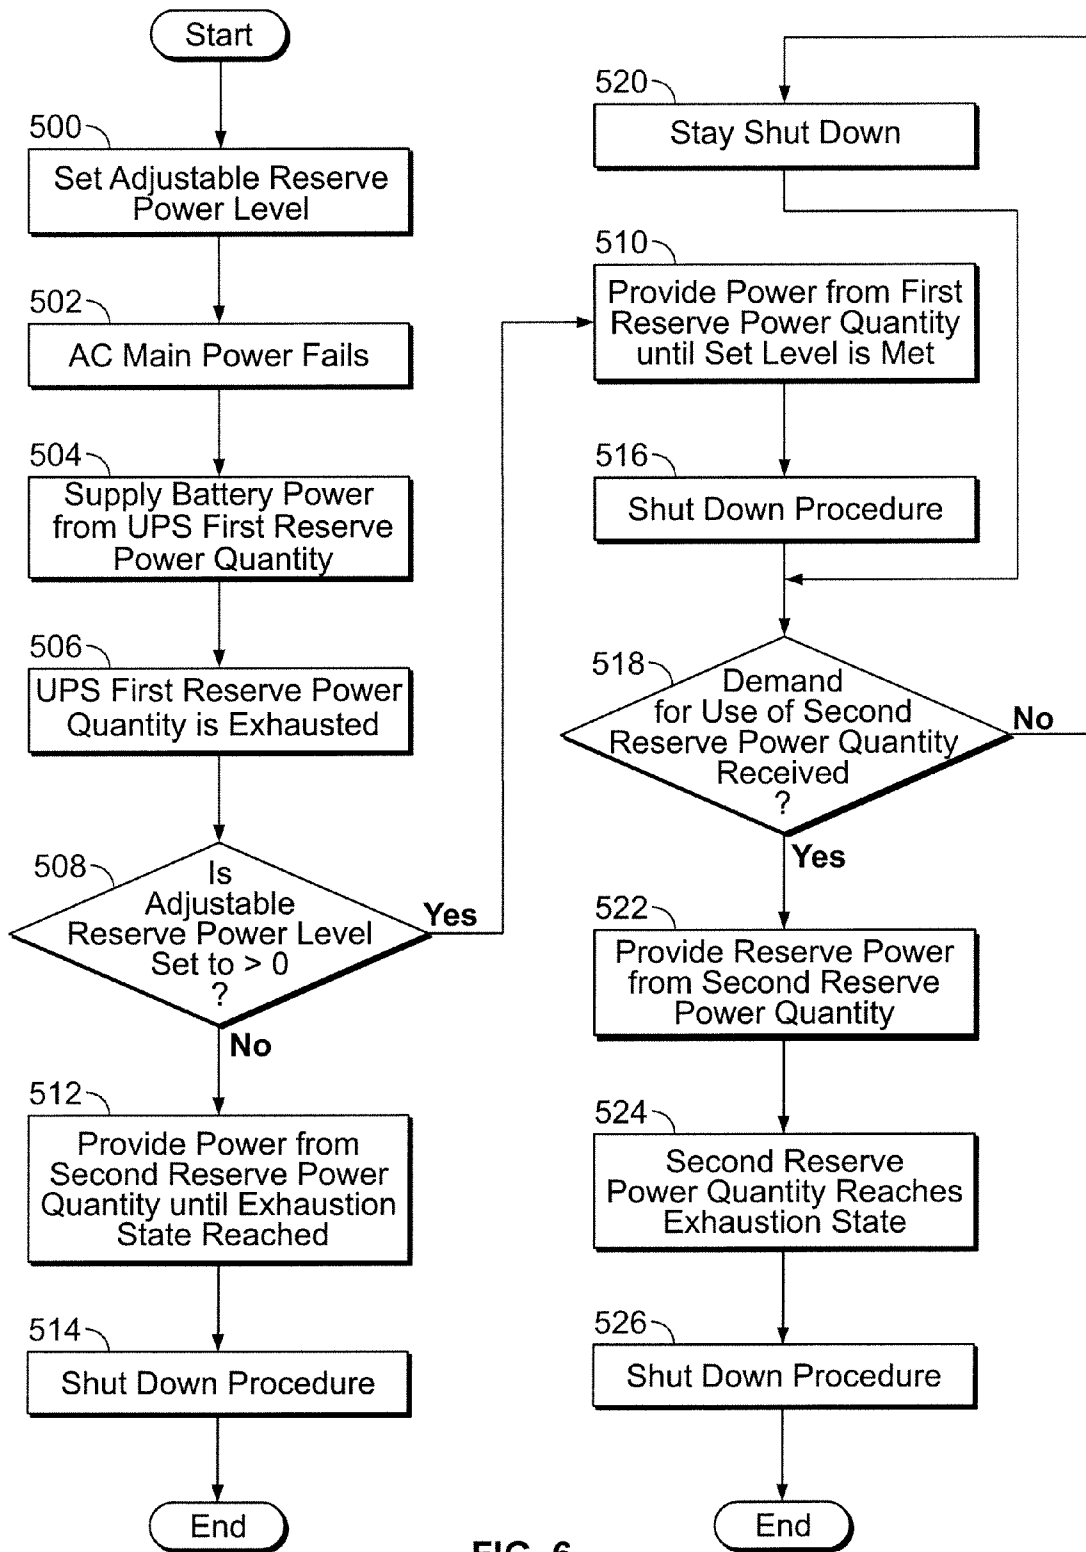 Start
500
Set Adjustable Reserve
Power Level
502
AC Main Power Fails
504
Supply Battery Power
from UPS First Reserve
Power Quantity
506
UPS First Reserve Power
Quantity is Exhausted
508
Is
Adjustable
Reserve Power Level
Set to > 0
?
Yes
No
512
Provide Power from
Second Reserve Power
Quantity until Exhaustion
State Reached
514
Shut Down Procedure
End
520
Stay Shut Down
510
Provide Power from First
Reserve Power Quantity
until Set Level is Met
516
Shut Down Procedure
518
Demand
for Use of Second
Reserve Power Quantity
Received
?
No
Yes
522
Provide Reserve Power
from Second Reserve
Power Quantity
524
Second Reserve
Power Quantity Reaches
Exhaustion State
526
Shut Down Procedure
End
FIG. 6